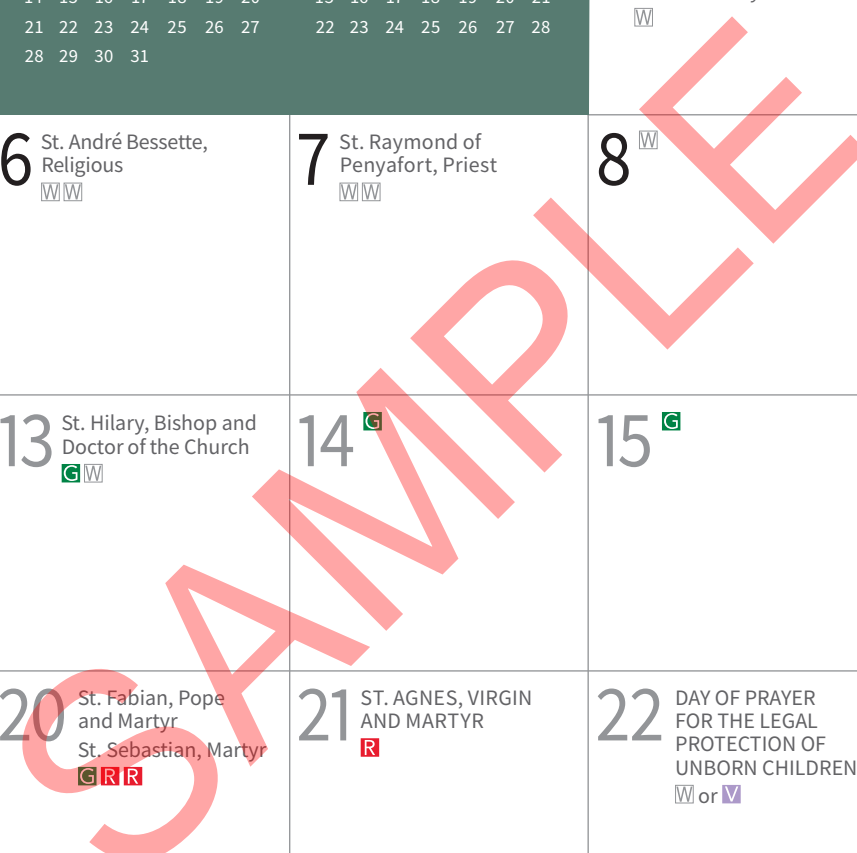 21 22 23 24 25 26 27
28 29 30 31
21 22 23 24 25 26 27 28
W
6 St. André Bessette,
Religious
W W
7 St. Raymond of
Penyafort, Priest
W W
8 W
13 St. Hilary, Bishop and
Doctor of the Church
G W
14 G
15 G
20 St. Fabian, Pope
and Martyr
St. Sebastian, Martyr
G R R
21 ST. AGNES, VIRGIN
AND MARTYR
R
22 DAY OF PRAYER
FOR THE LEGAL
PROTECTION OF
UNBORN CHILDREN
W or V
SAMPLE